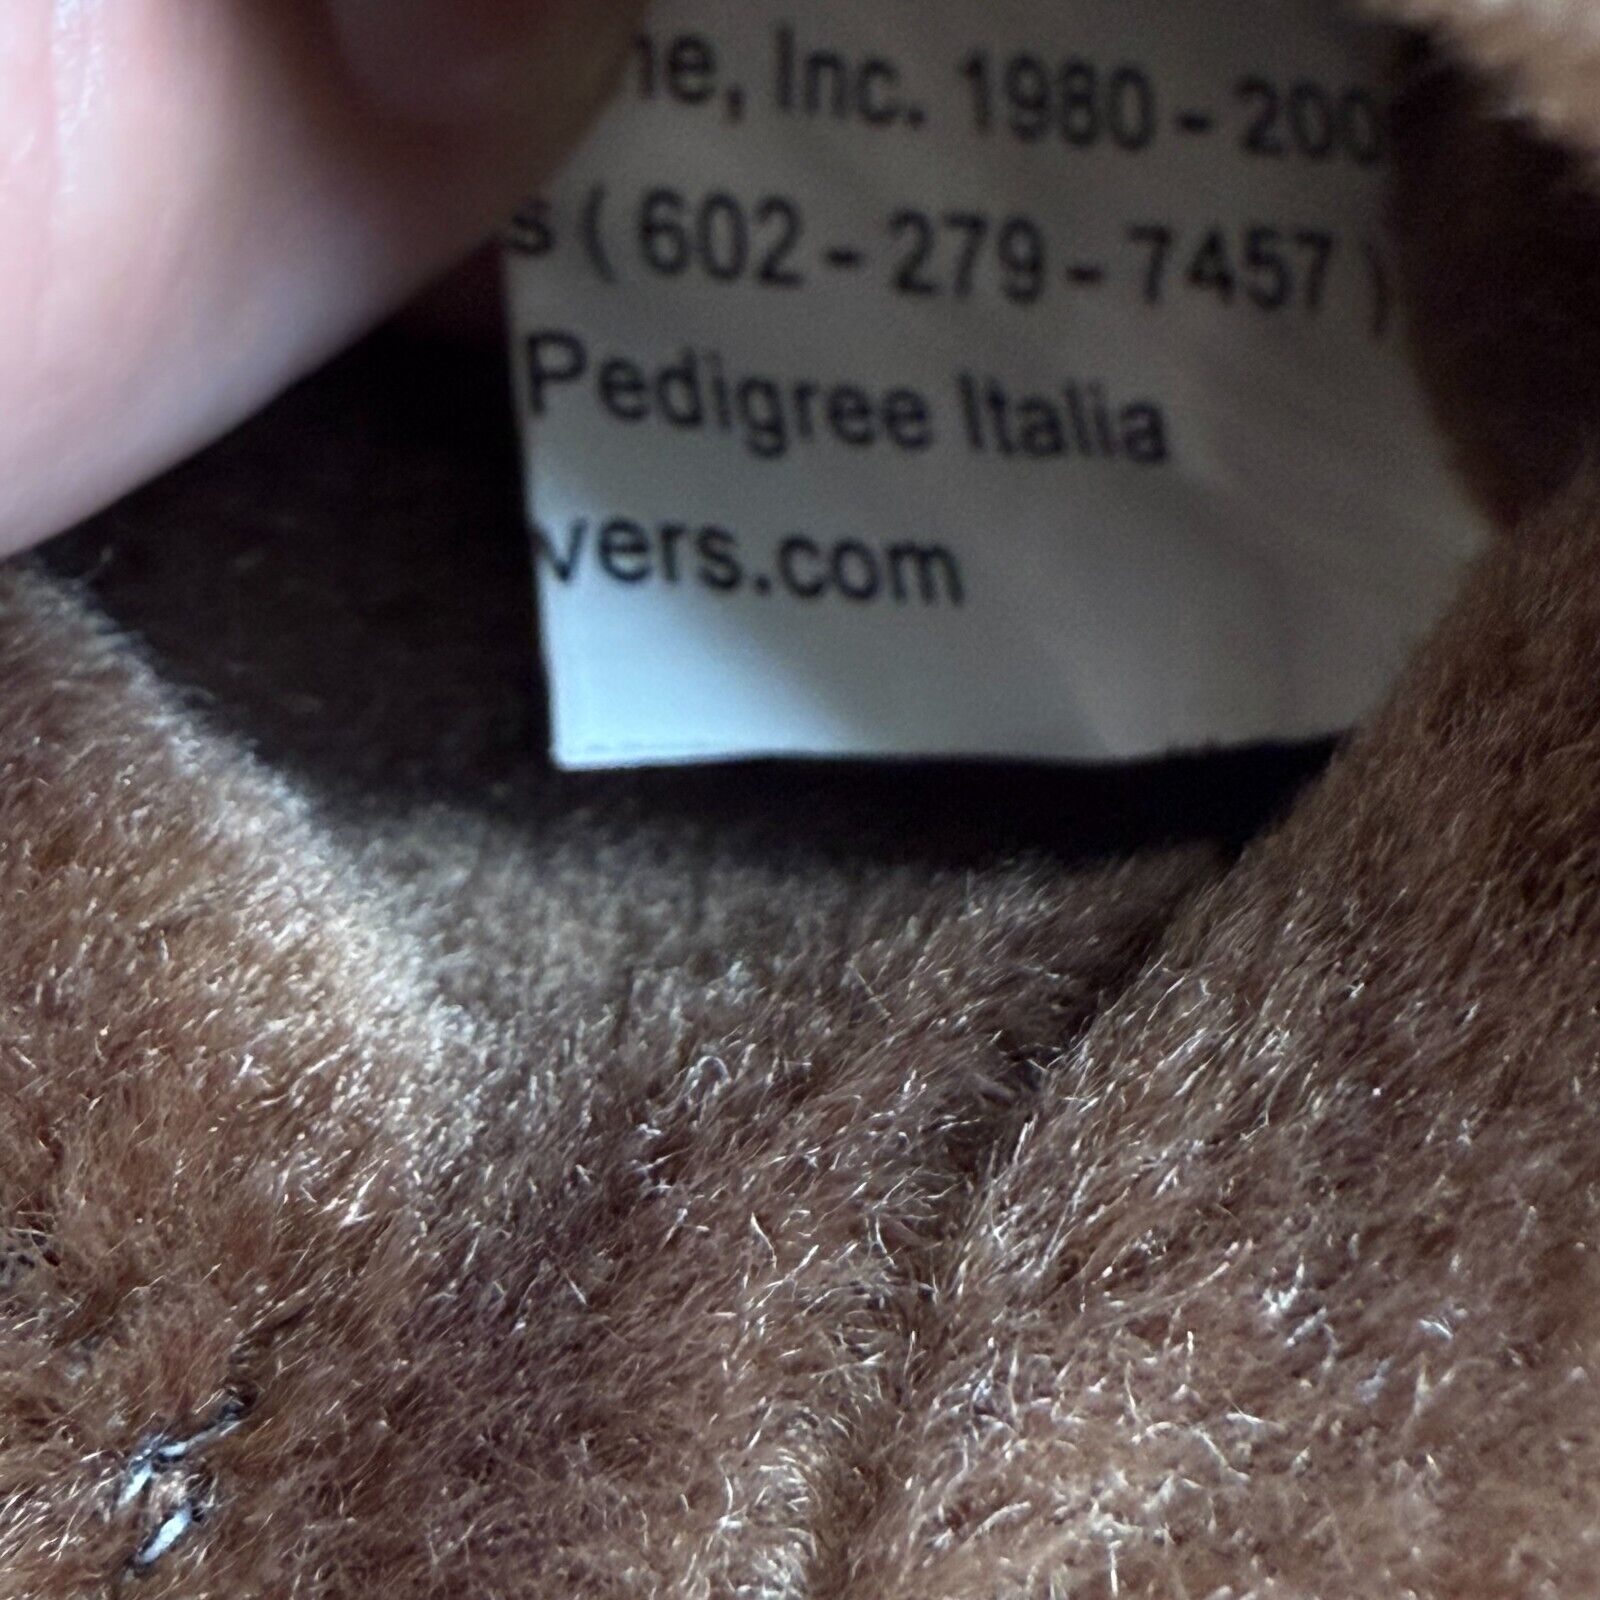 ne, Inc. 1980 - 200
s ( 602 - 279 - 7457 )
Pedigree Italia
vers.com